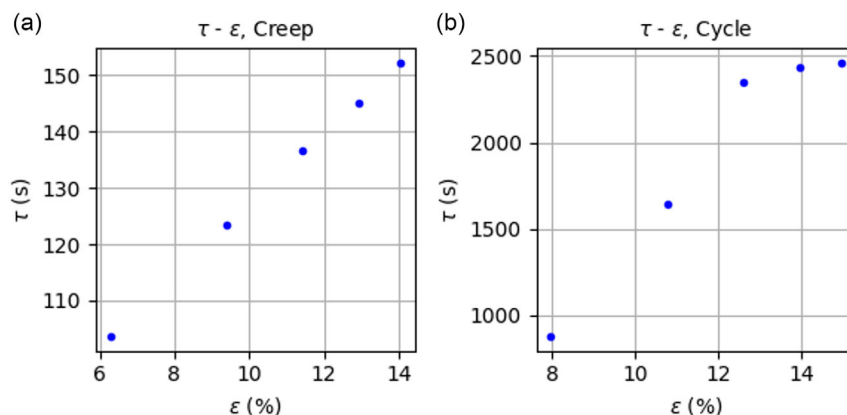 (a)
τ - ε, Creep
150
140
130
120
110
τ (s)
6 8 10 12 14
ε (%)
(b)
τ - ε, Cycle
2500
2000
1500
1000
τ (s)
8 10 12 14
ε (%)